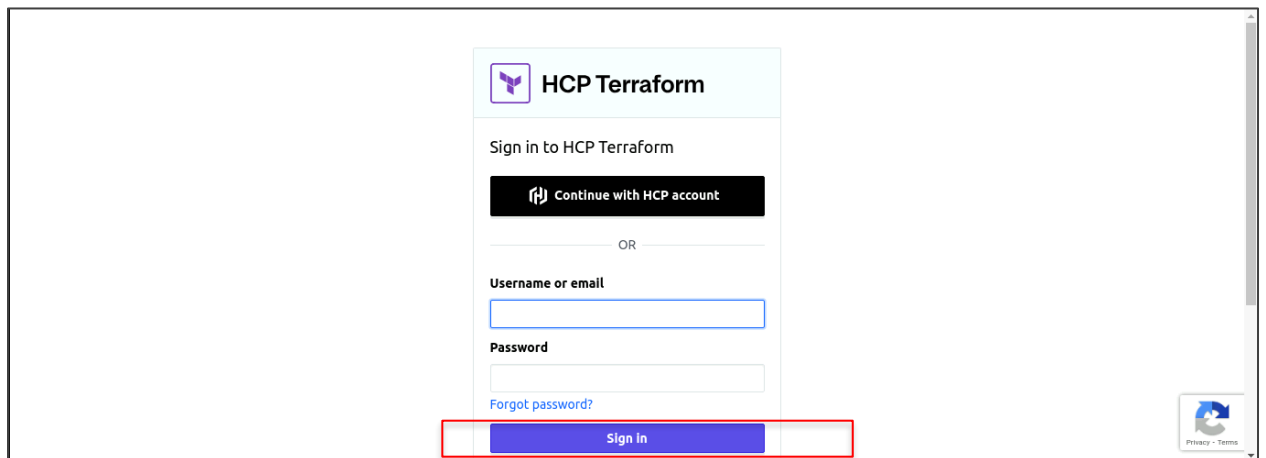 HCP Terraform
Sign in to HCP Terraform
Continue with HCP account
OR
Username or email
Password
Forgot password?
Sign in
Privacy - Terms